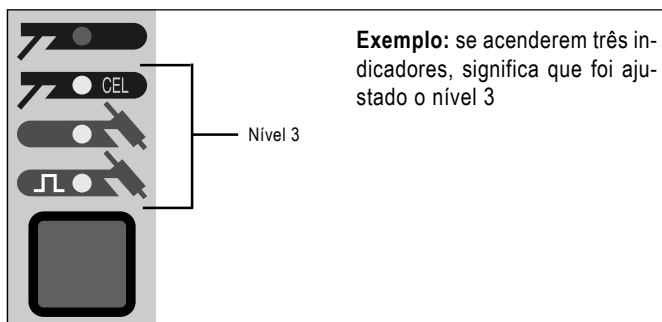 Exemplo: se acenderem três in-
dicadores, significa que foi aju-
stado o nível 3
CEL
Nível 3